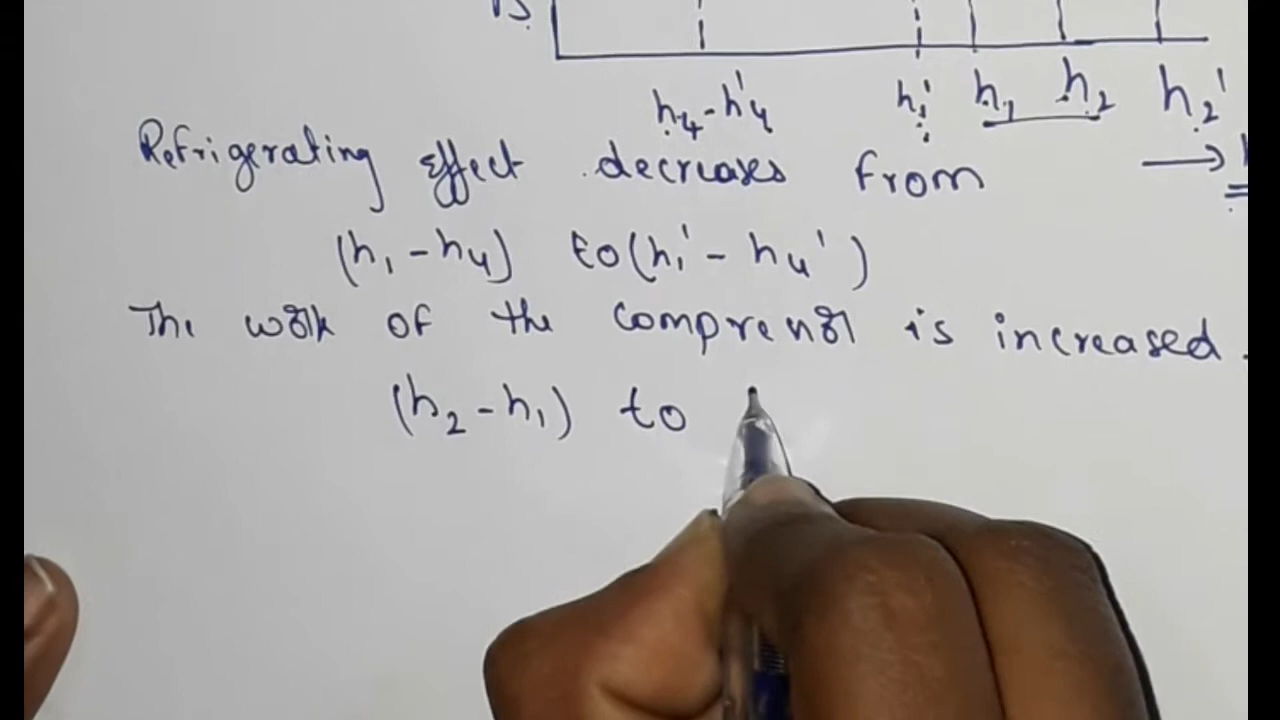 h4 - h'4 h1' h1 h2 h2'
Refrigerating effect decreases from
(h1 - h4) to (h1' - h4')
The work of the compressor is increased.
(h2 - h1) to